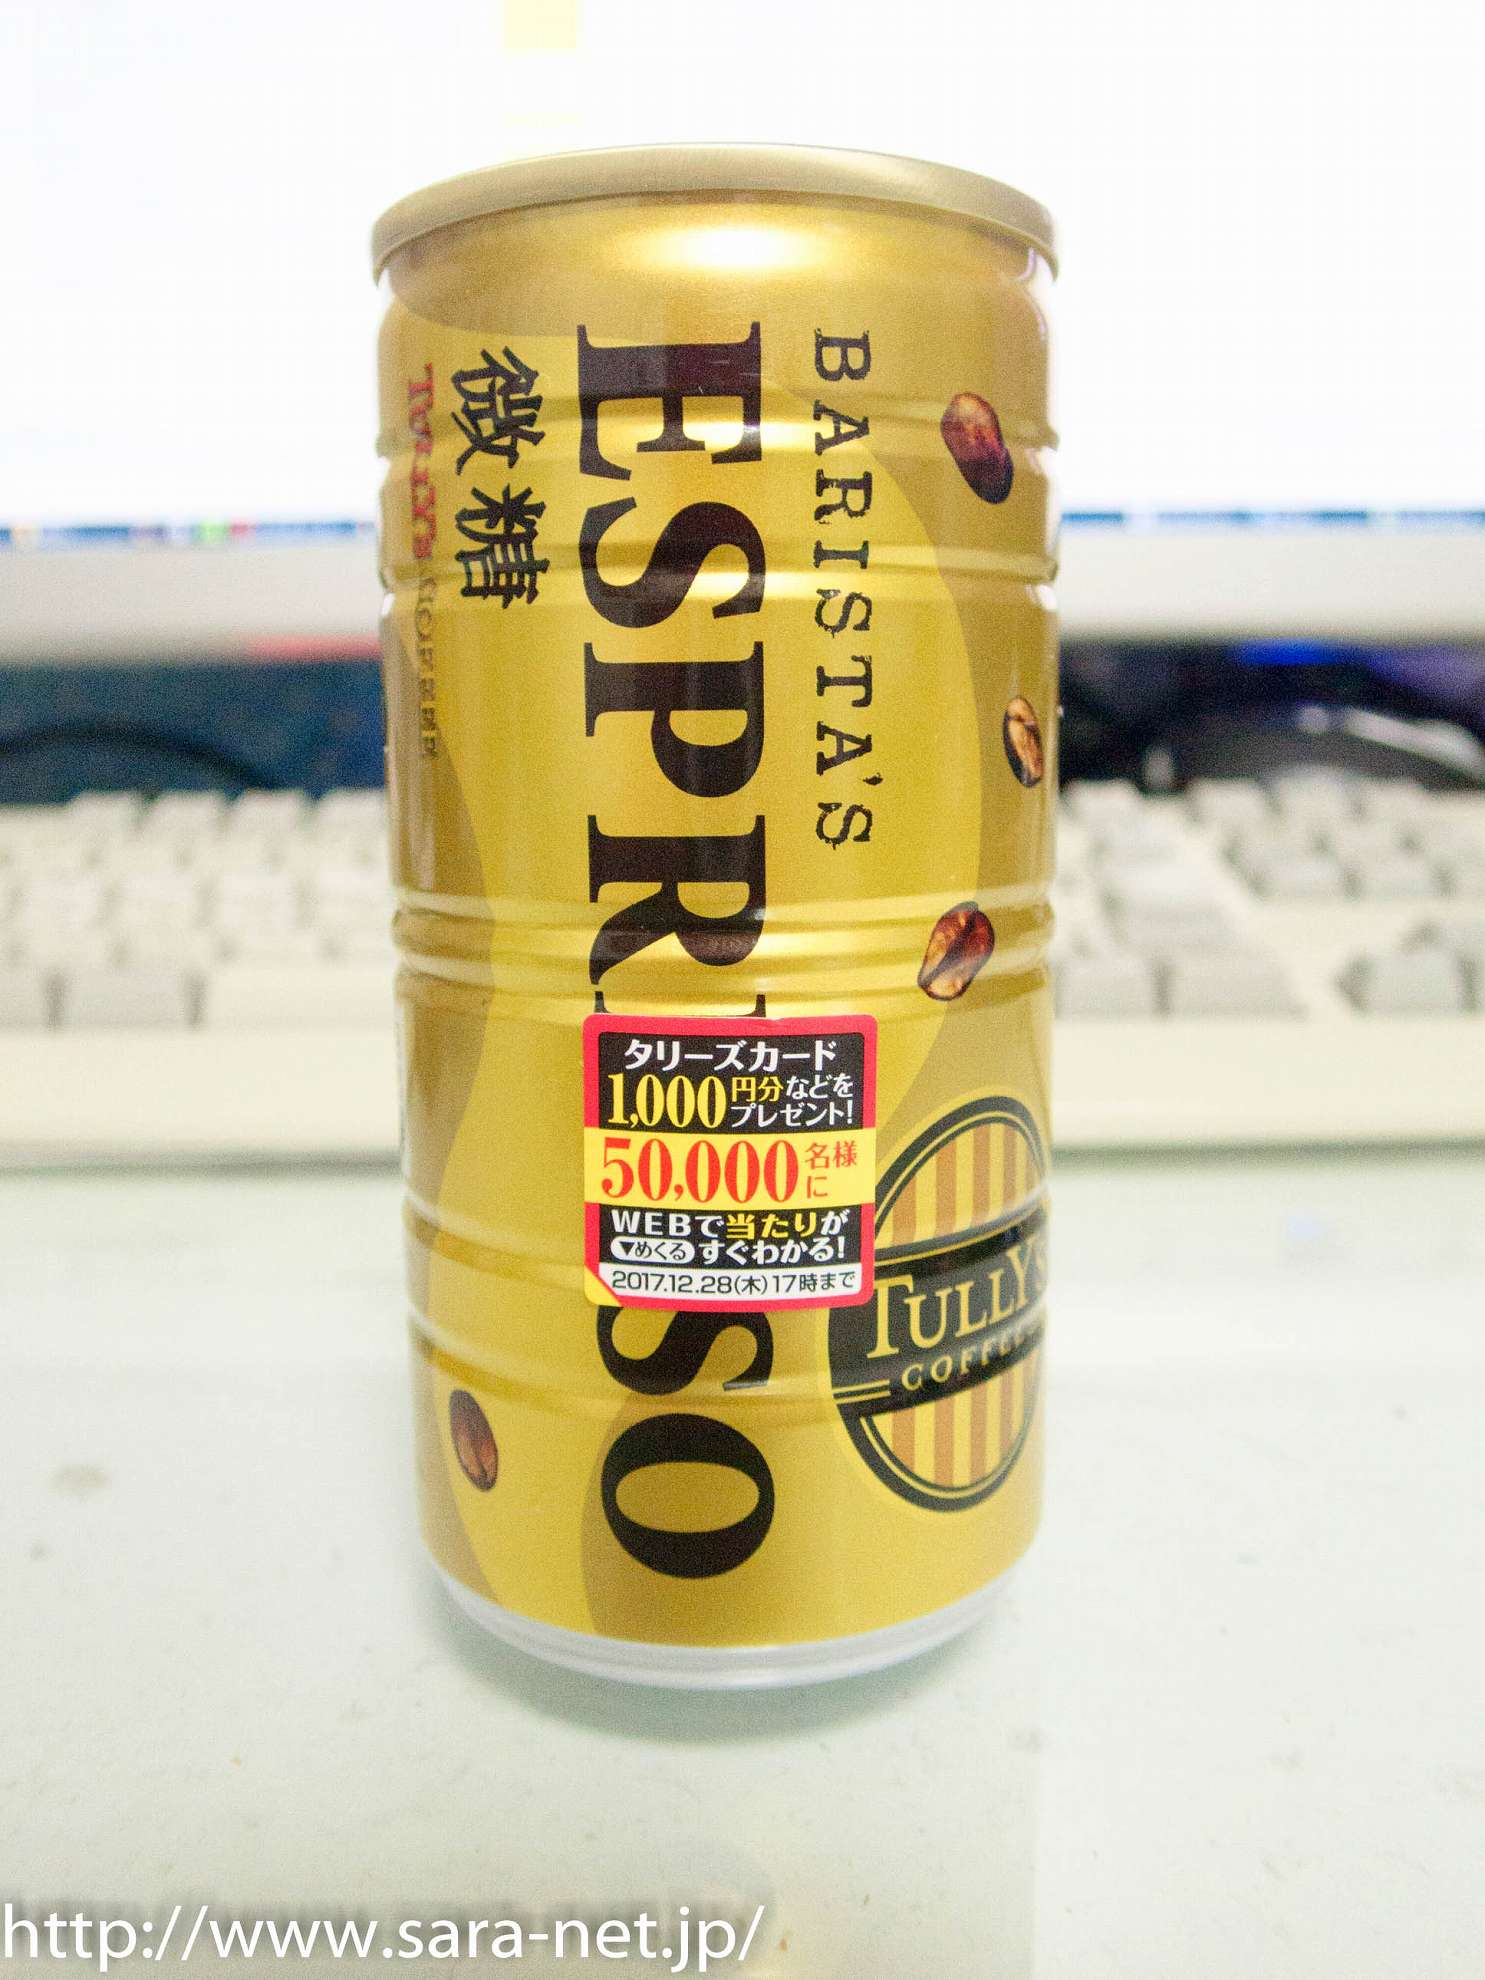 BARISTA'S
ESPR
SO
微糖
TULLY'S
COFFEE
TULLY'S
COFFEE
タリーズカード
1,000円分などを
プレゼント!
50,000名様に
WEBで当たりが
▼めくる すぐわかる!
2017.12.28(木)17時まで
http://www.sara-net.jp/